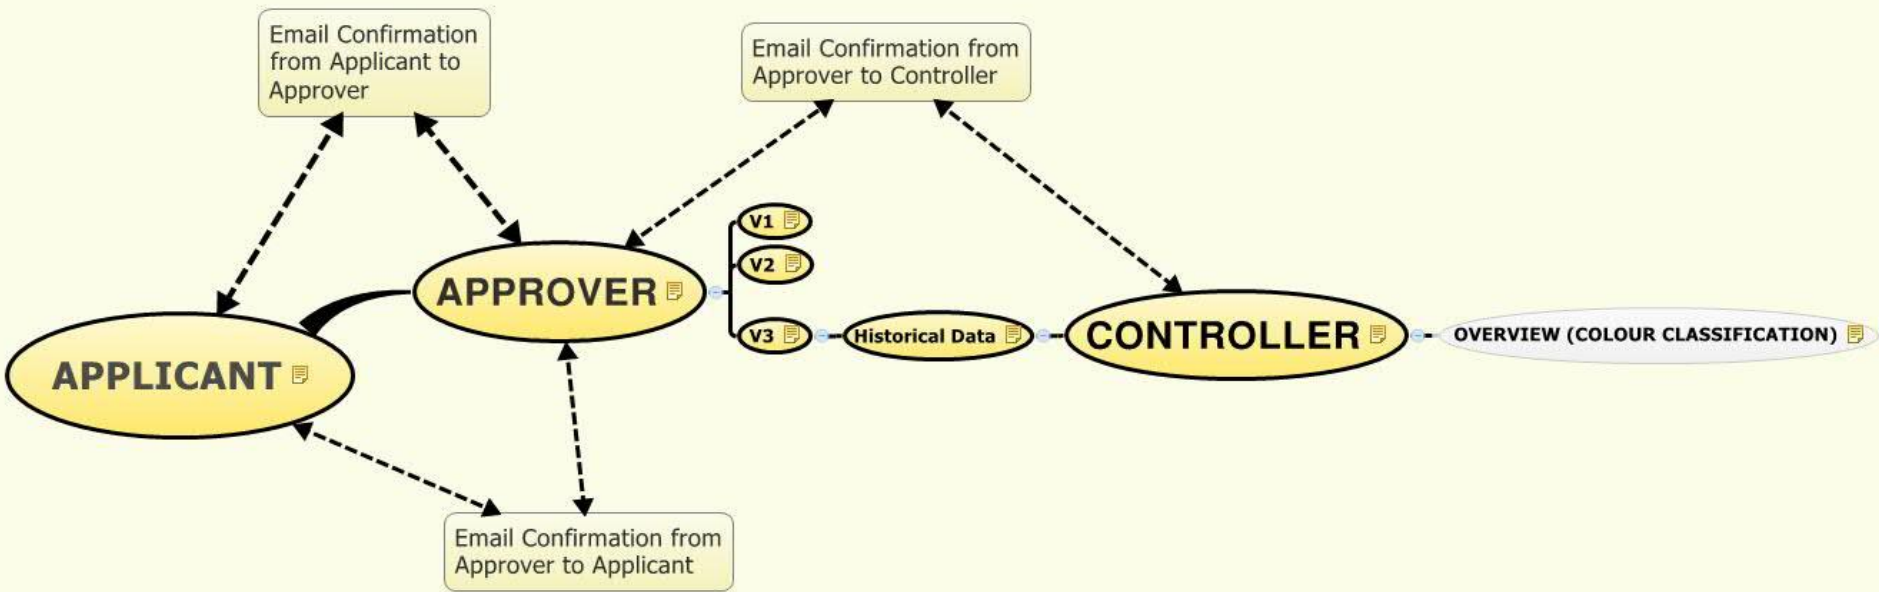 Email Confirmation
from Applicant to
Approver
Email Confirmation from
Approver to Controller
V1
V2
APPROVER
V3
Historical Data
CONTROLLER
OVERVIEW (COLOUR CLASSIFICATION)
APPLICANT
Email Confirmation from
Approver to Applicant